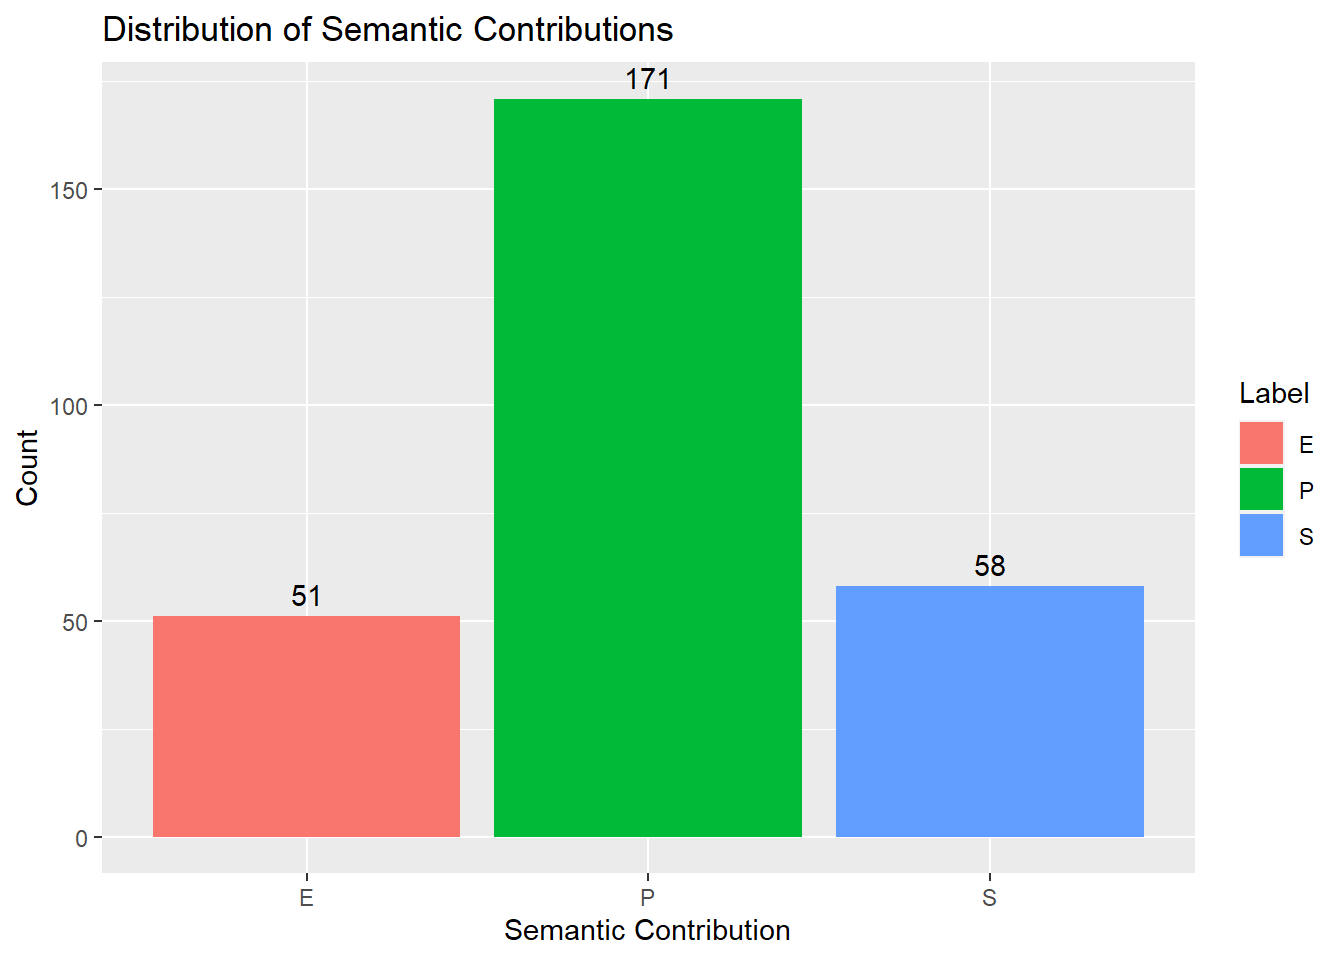 Distribution of Semantic Contributions
171
150
100
58
51
50
0
Count
E
P
S
Semantic Contribution
Label
E
P
S